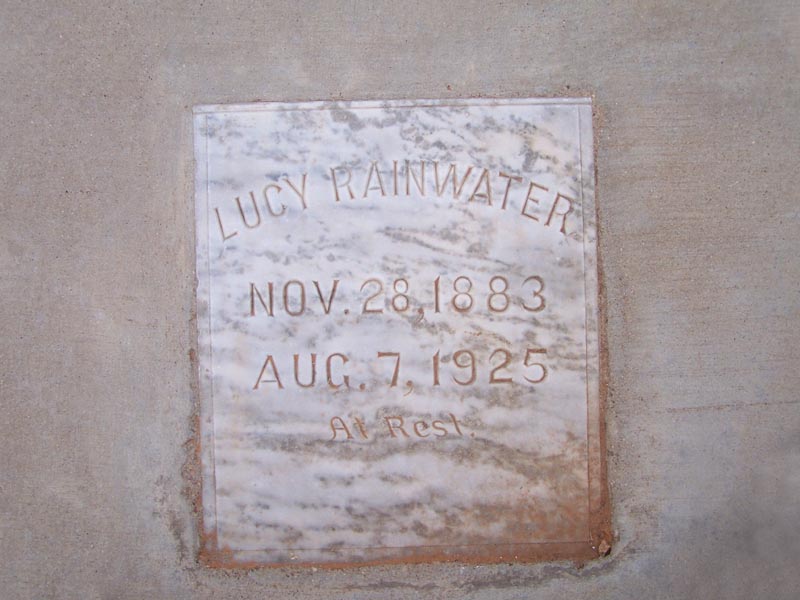 LUCY RAINWATER
NOV. 28, 1883
AUG. 7, 1925
At Rest.